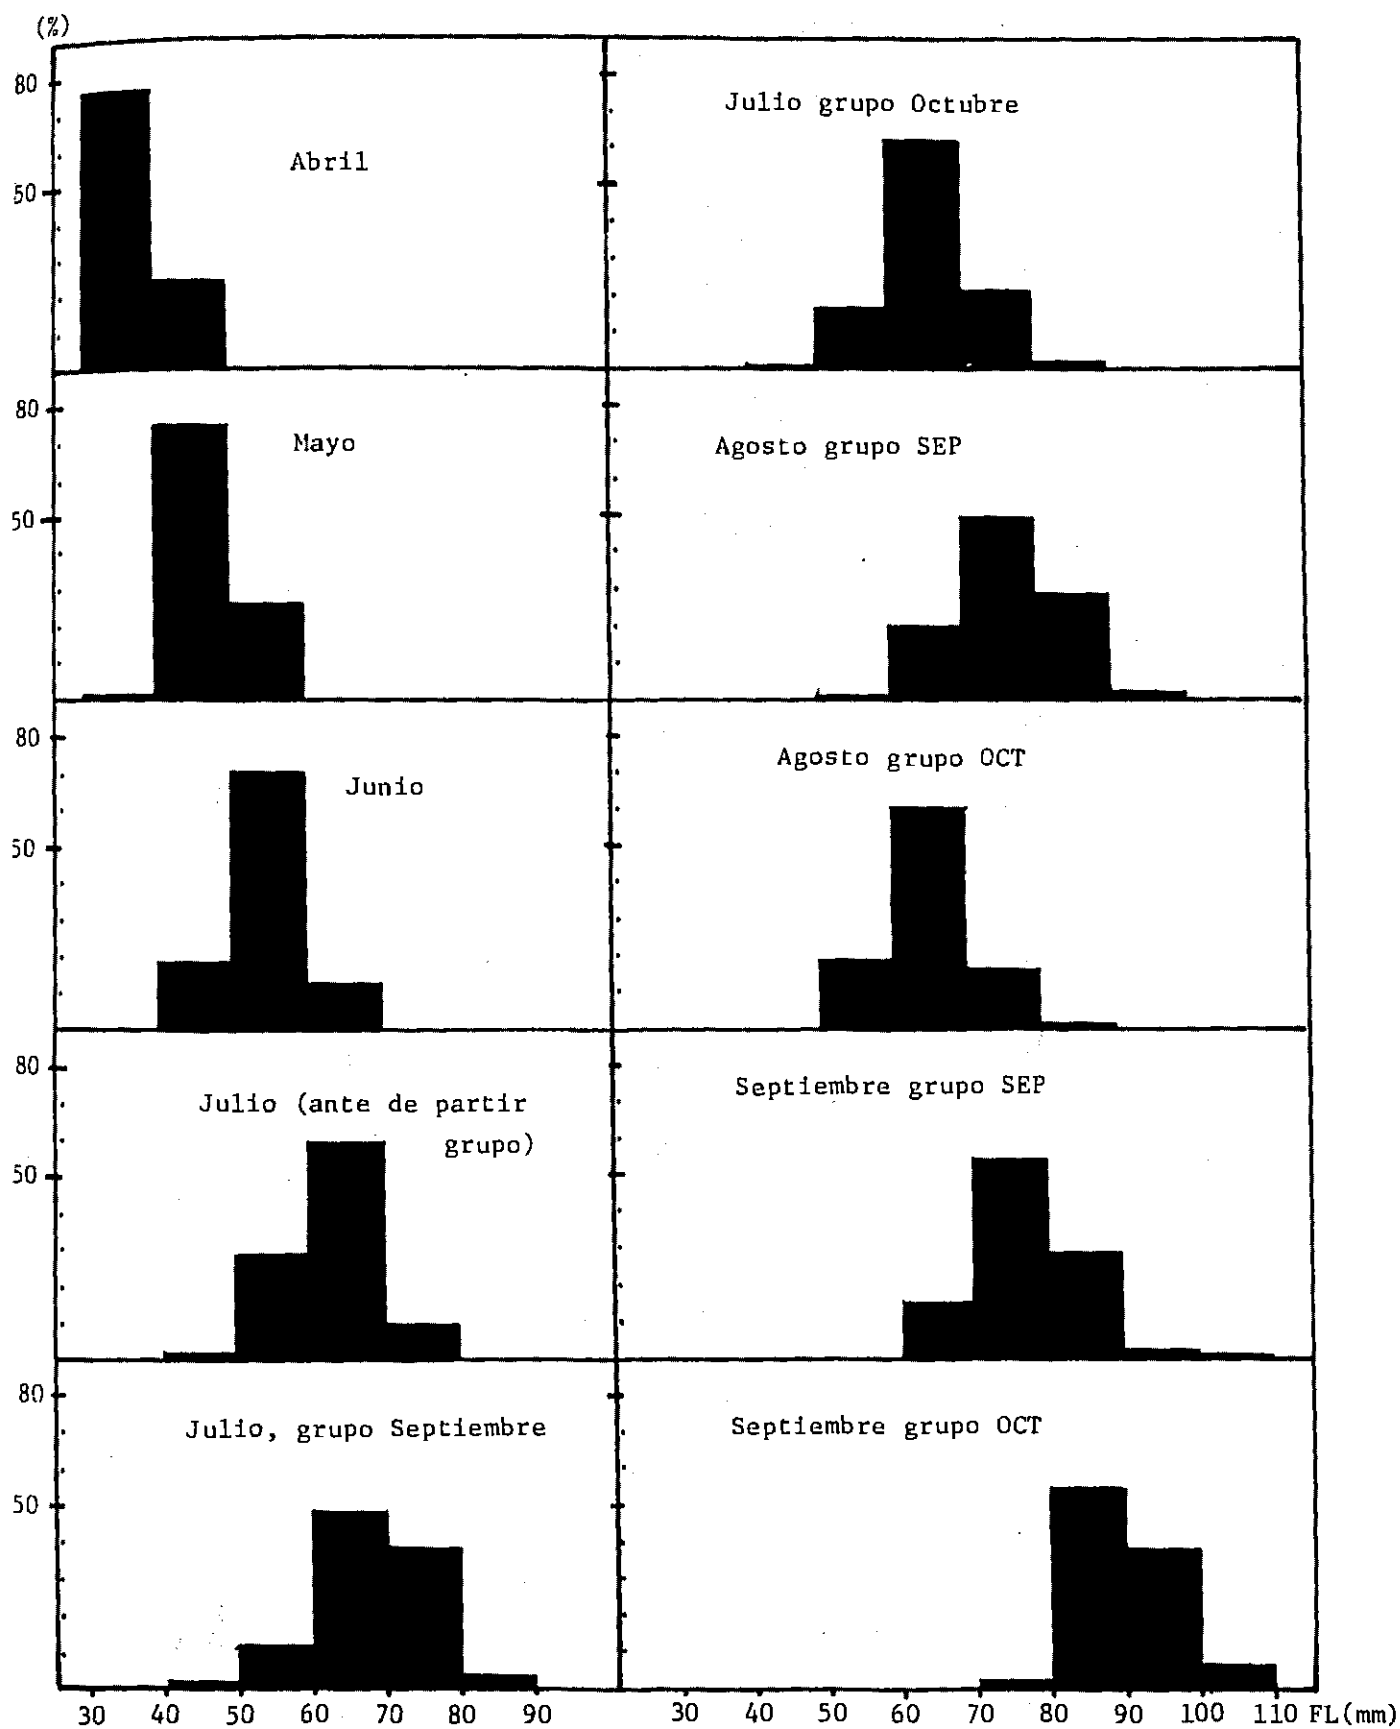 (%)
80
50
Abril
Julio grupo Octubre
80
50
Mayo
Agosto grupo SEP
80
50
Junio
Agosto grupo OCT
80
50
Julio (ante de partir
grupo)
Septiembre grupo SEP
80
50
Julio, grupo Septiembre
Septiembre grupo OCT
30 40 50 60 70 80 90
30 40 50 60 70 80 90 100 110 FL(mm)